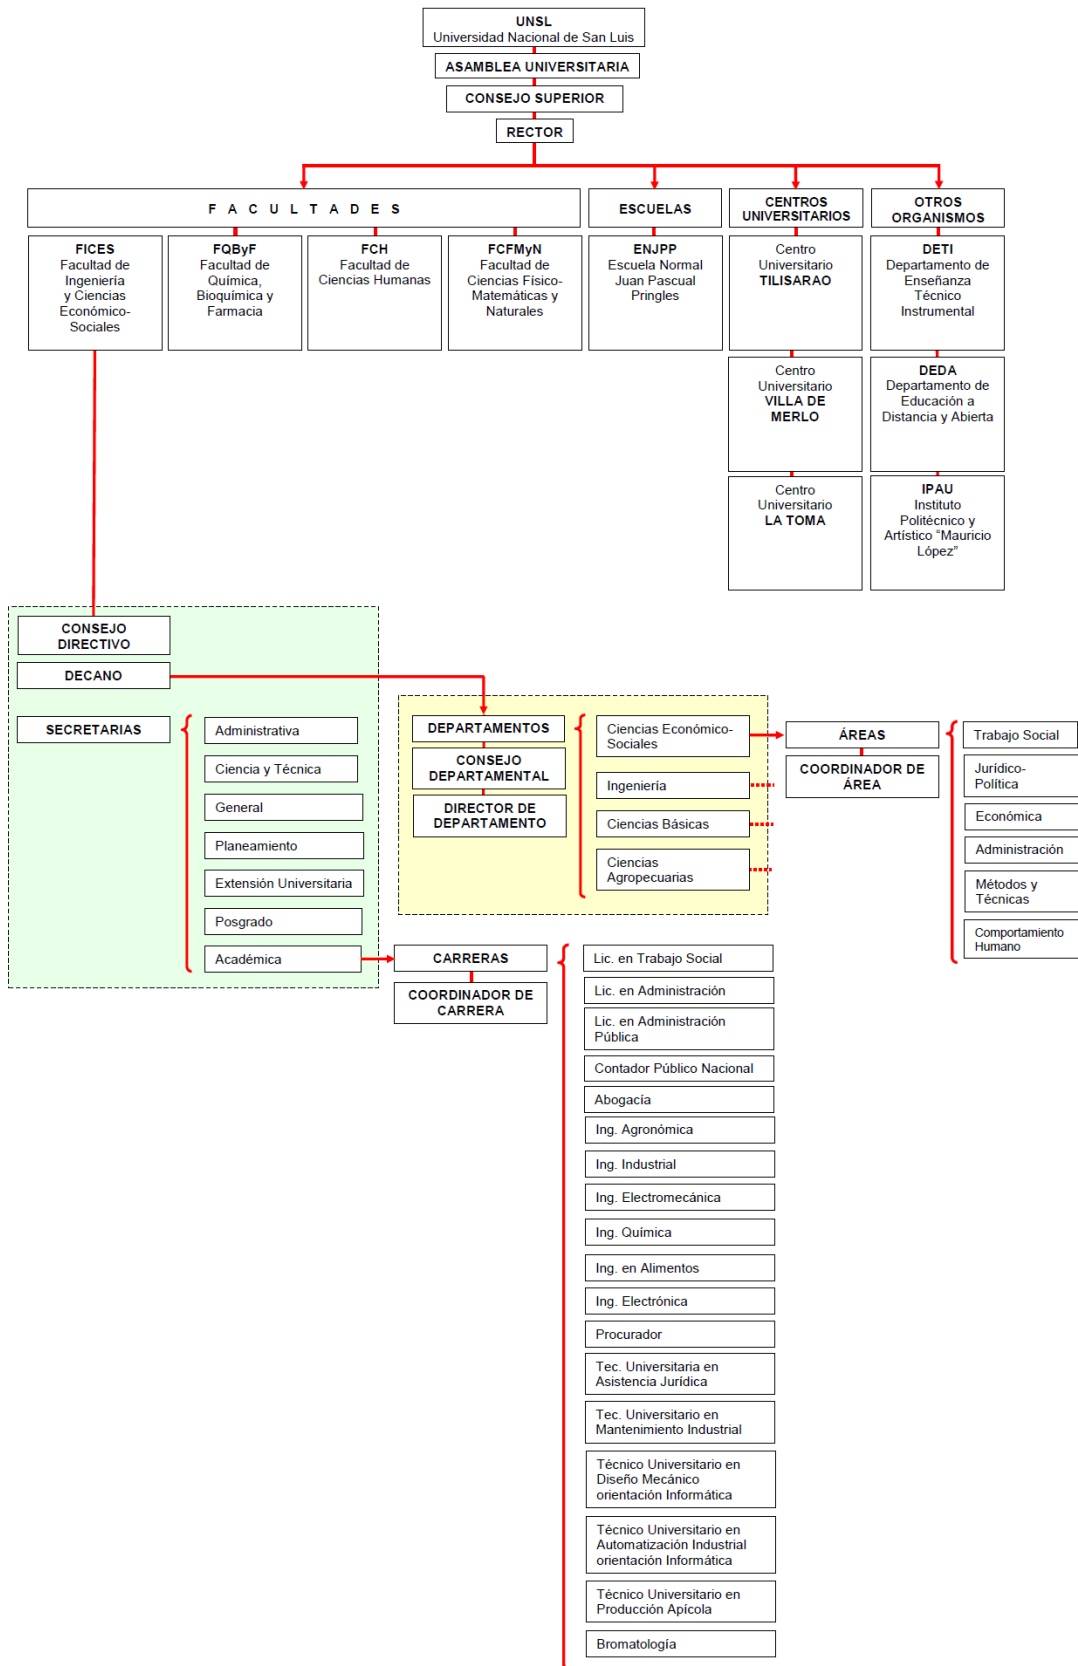 UNSL
Universidad Nacional de San Luis
ASAMBLEA UNIVERSITARIA
CONSEJO SUPERIOR
RECTOR
F A C U L T A D E S
ESCUELAS
CENTROS
UNIVERSITARIOS
OTROS
ORGANISMOS
FICES
Facultad de
Ingeniería
y Ciencias
Económico-
Sociales
FQByF
Facultad de
Química,
Bioquímica y
Farmacia
FCH
Facultad de
Ciencias Humanas
FCFMyN
Facultad de
Ciencias Físico-
Matemáticas y
Naturales
ENJPP
Escuela Normal
Juan Pascual
Pringles
Centro
Universitario
TILISARAO
DETI
Departamento de
Enseñanza
Técnico
Instrumental
Centro
Universitario
VILLA DE
MERLO
DEDA
Departamento de
Educación a
Distancia y Abierta
Centro
Universitario
LA TOMA
IPAU
Instituto
Politécnico y
Artístico “Mauricio
López”
CONSEJO
DIRECTIVO
DECANO
SECRETARIAS
Administrativa
Ciencia y Técnica
General
Planeamiento
Extensión Universitaria
Posgrado
Académica
DEPARTAMENTOS
CONSEJO
DEPARTAMENTAL
DIRECTOR DE
DEPARTAMENTO
Ciencias Económico-
Sociales
Ingeniería
Ciencias Básicas
Ciencias
Agropecuarias
ÁREAS
COORDINADOR DE
ÁREA
Trabajo Social
Jurídico-
Política
Económica
Administración
Métodos y
Técnicas
Comportamiento
Humano
CARRERAS
COORDINADOR DE
CARRERA
Lic. en Trabajo Social
Lic. en Administración
Lic. en Administración
Pública
Contador Público Nacional
Abogacía
Ing. Agronómica
Ing. Industrial
Ing. Electromecánica
Ing. Química
Ing. en Alimentos
Ing. Electrónica
Procurador
Tec. Universitaria en
Asistencia Jurídica
Tec. Universitario en
Mantenimiento Industrial
Técnico Universitario en
Diseño Mecánico
orientación Informática
Técnico Universitario en
Automatización Industrial
orientación Informática
Técnico Universitario en
Producción Apícola
Bromatología